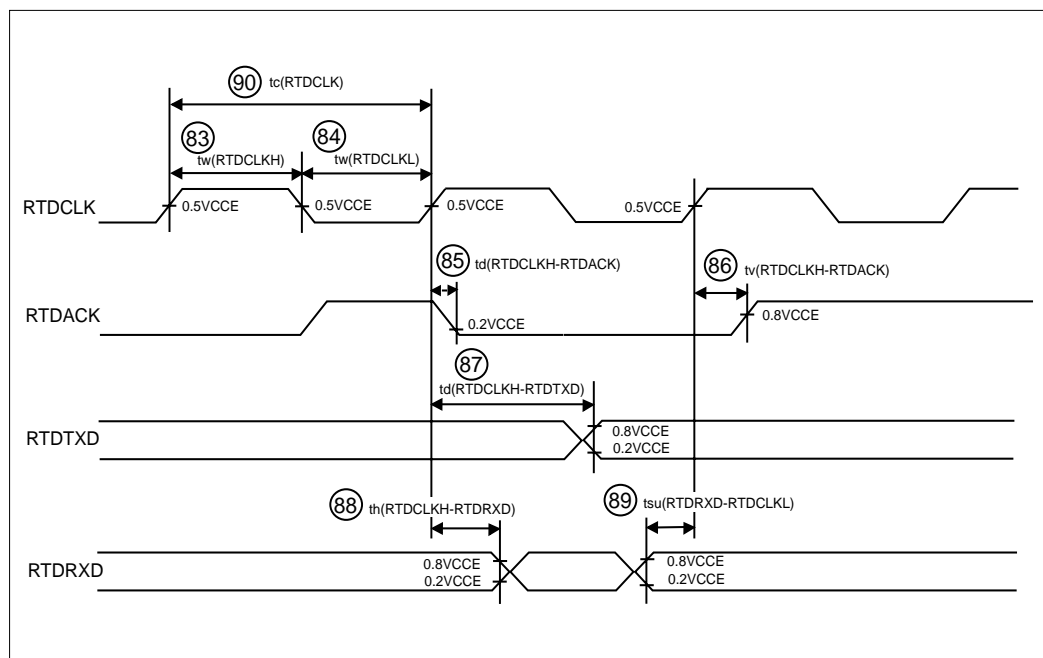 90 tc(RTDCLK)
83 84
tw(RTDCLKH) tw(RTDCLKL)
RTDCLK 0.5VCCE 0.5VCCE 0.5VCCE 0.5VCCE
85 td(RTDCLKH-RTDACK) 86 tv(RTDCLKH-RTDACK)
RTDACK 0.2VCCE 0.8VCCE
87
td(RTDCLKH-RTDTXD)
RTDTXD 0.8VCCE
0.2VCCE
88 th(RTDCLKH-RTDRXD) 89 tsu(RTDRXD-RTDCLKL)
RTDRXD 0.8VCCE 0.8VCCE
0.2VCCE 0.2VCCE